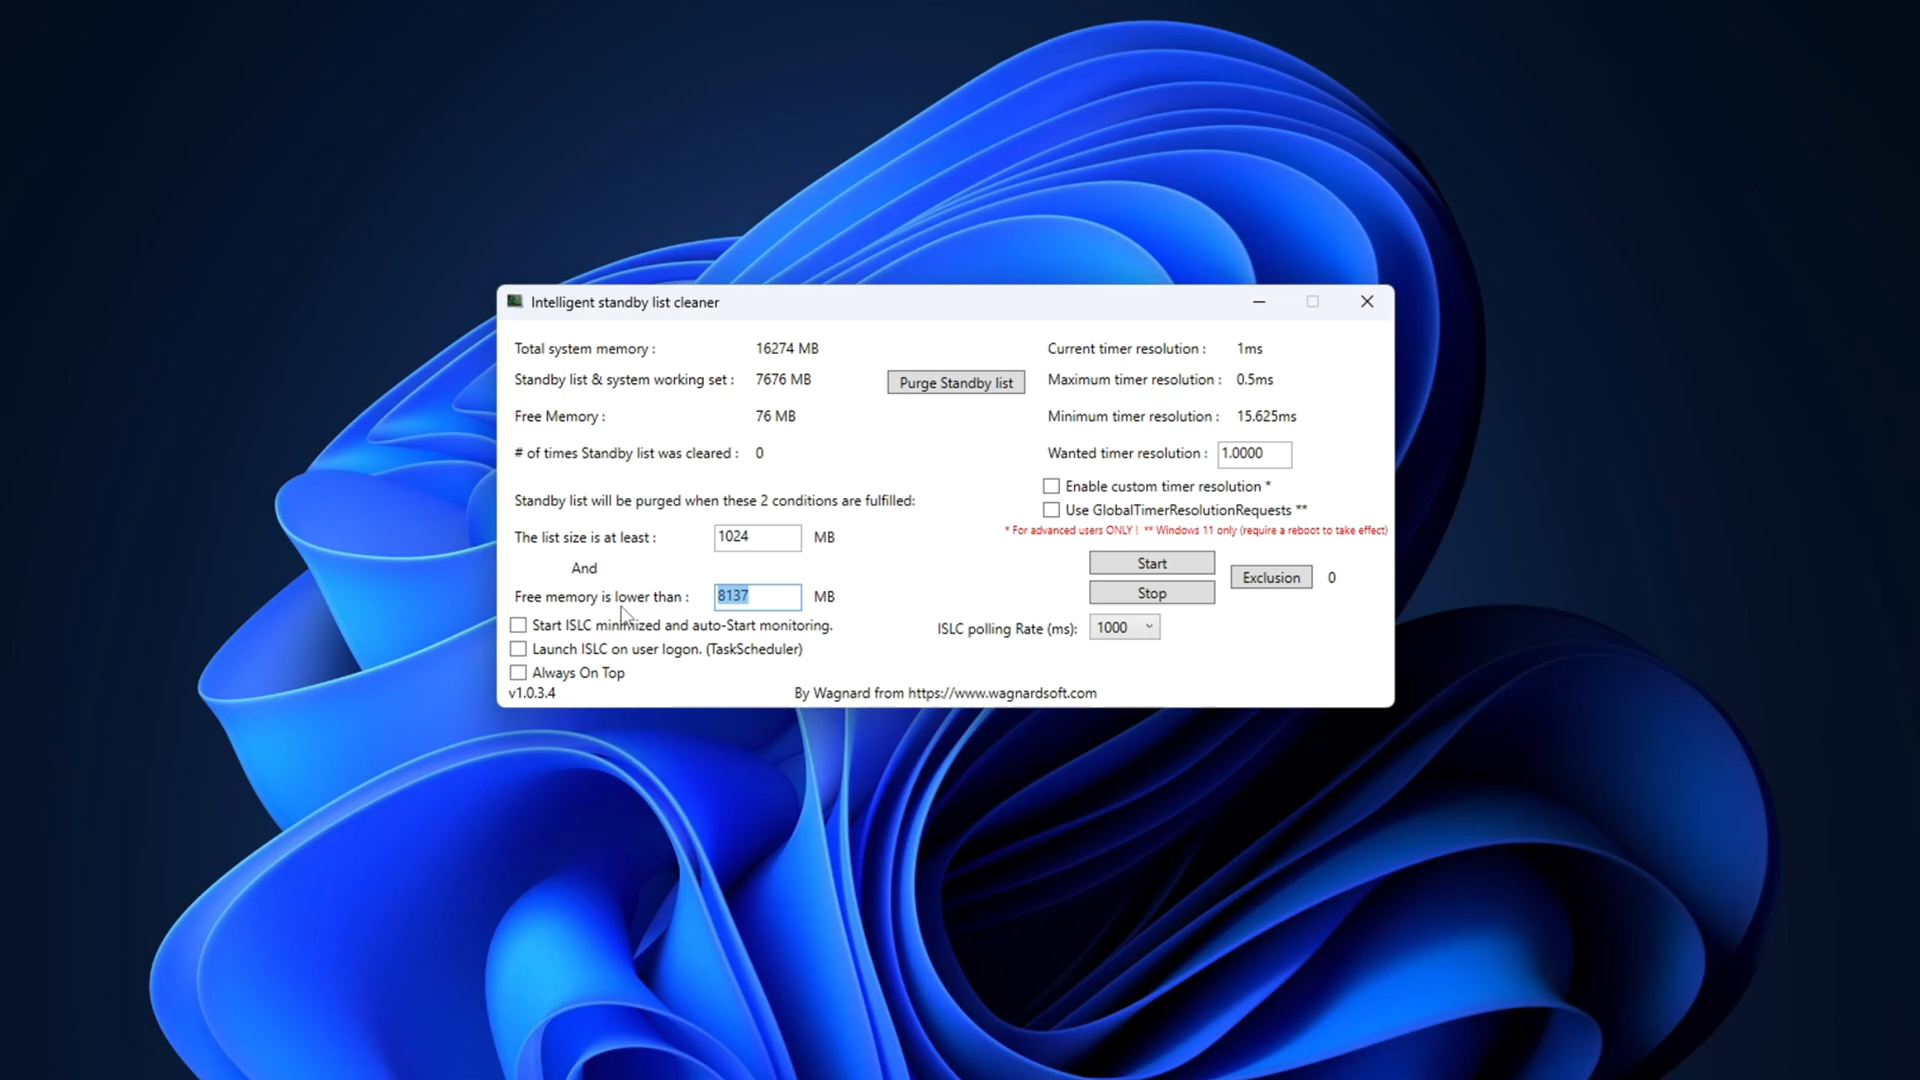 Intelligent standby list cleaner
Total system memory : 16274 MB
Standby list & system working set : 7676 MB
Purge Standby list
Free Memory : 76 MB
# of times Standby list was cleared : 0
Current timer resolution : 1ms
Maximum timer resolution : 0.5ms
Minimum timer resolution : 15.625ms
Wanted timer resolution : 1.0000
Enable custom timer resolution *
Use GlobalTimerResolutionRequests **
* For advanced users ONLY ! ** Windows 11 only (require a reboot to take effect)
Standby list will be purged when these 2 conditions are fulfilled:
The list size is at least : 1024 MB
And
Free memory is lower than : 8137 MB
Start
Stop
Exclusion 0
Start ISLC minimized and auto-Start monitoring.
ISLC polling Rate (ms): 1000
Launch ISLC on user logon. (TaskScheduler)
Always On Top
v1.0.3.4
By Wagnard from https://www.wagnardsoft.com